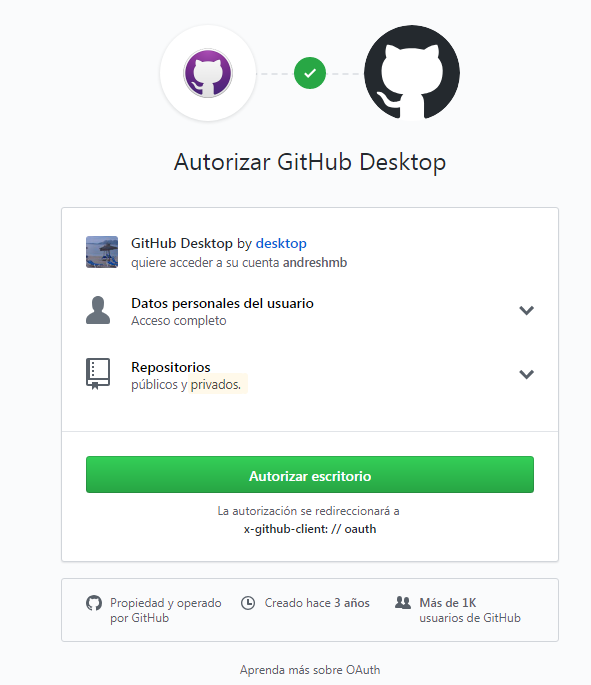 Autorizar GitHub Desktop
GitHub Desktop by desktop
quiere acceder a su cuenta andreshmb
Datos personales del usuario
Acceso completo
Repositorios
públicos y privados.
Autorizar escritorio
La autorización se redireccionará a
x-github-client: // oauth
Propiedad y operado
por GitHub
Creado hace 3 años
Más de 1K
usuarios de GitHub
Aprenda más sobre OAuth